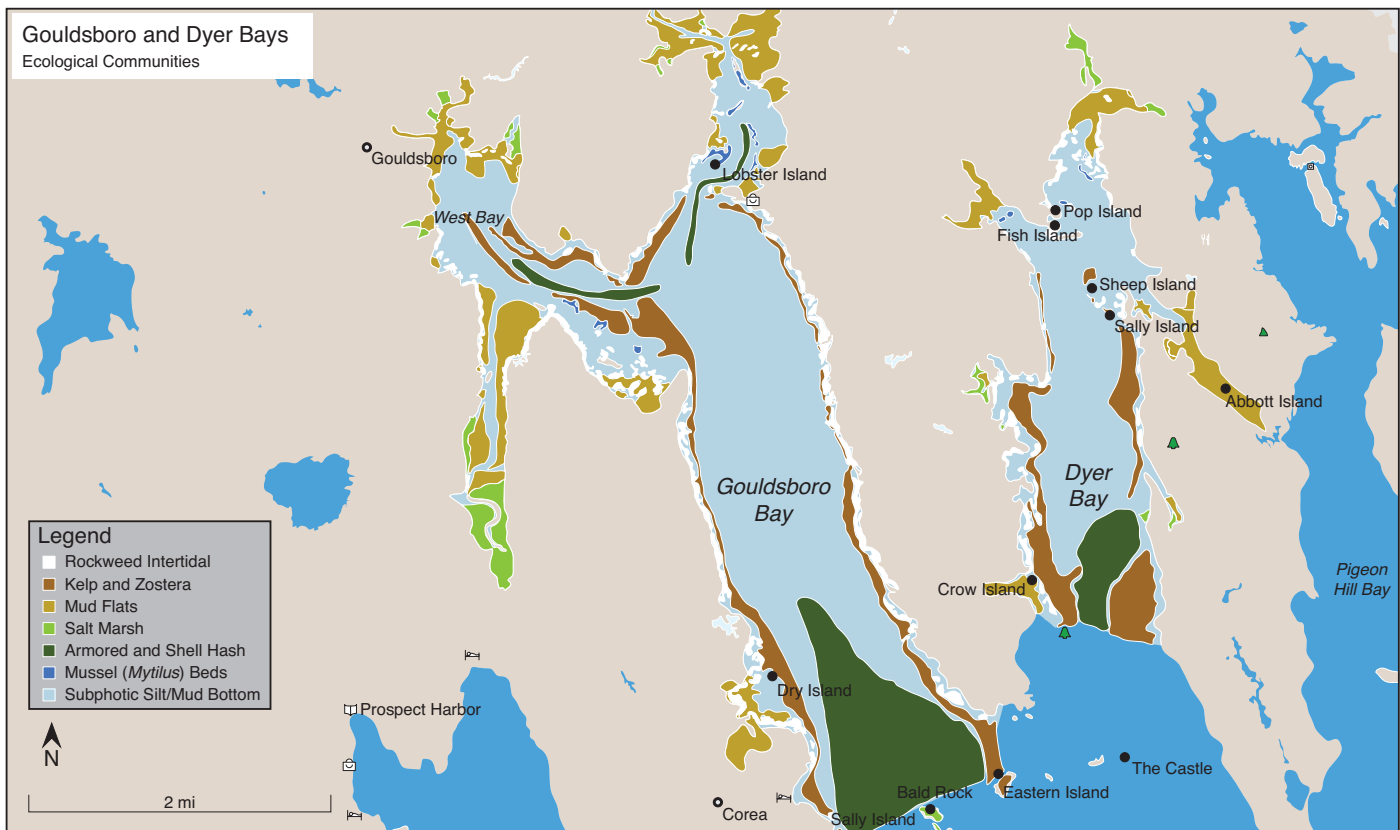 Gouldsboro and Dyer Bays
Ecological Communities
Gouldsboro
Lobster Island
West Bay
Pop Island
Fish Island
Sheep Island
Sally Island
Abbott Island
Gouldsboro
Bay
Dyer
Bay
Legend
Rockweed Intertidal
Kelp and Zostera
Mud Flats
Salt Marsh
Armored and Shell Hash
Mussel (Mytilus) Beds
Subphotic Silt/Mud Bottom
Pigeon
Hill Bay
Crow Island
Dry Island
Prospect Harbor
N
2 mi
The Castle
Eastern Island
Bald Rock
Corea
Sally Island